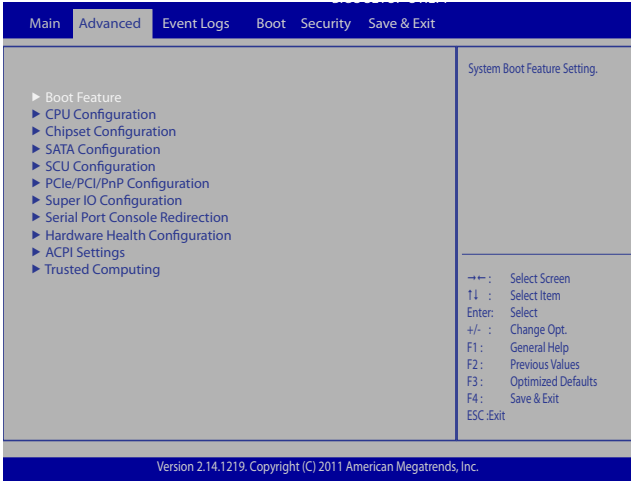 Main Advanced Event Logs Boot Security Save & Exit
System Boot Feature Setting.
▶ Boot Feature
▶ CPU Configuration
▶ Chipset Configuration
▶ SATA Configuration
▶ SCU Configuration
▶ PCIe/PCI/PnP Configuration
▶ Super IO Configuration
▶ Serial Port Console Redirection
▶ Hardware Health Configuration
▶ ACPI Settings
▶ Trusted Computing
→←: Select Screen
↑↓ : Select Item
Enter: Select
+/- : Change Opt.
F1 : General Help
F2 : Previous Values
F3 : Optimized Defaults
F4 : Save & Exit
ESC :Exit
Version 2.14.1219. Copyright (C) 2011 American Megatrends, Inc.